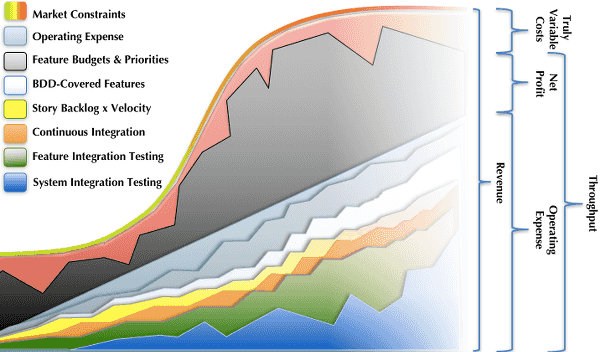 Market Constraints
Operating Expense
Feature Budgets & Priorities
BDD-Covered Features
Story Backlog x Velocity
Continuous Integration
Feature Integration Testing
System Integration Testing
Truly
Variable
Costs
Net
Profit
Operating
Expense
Revenue
Throughput